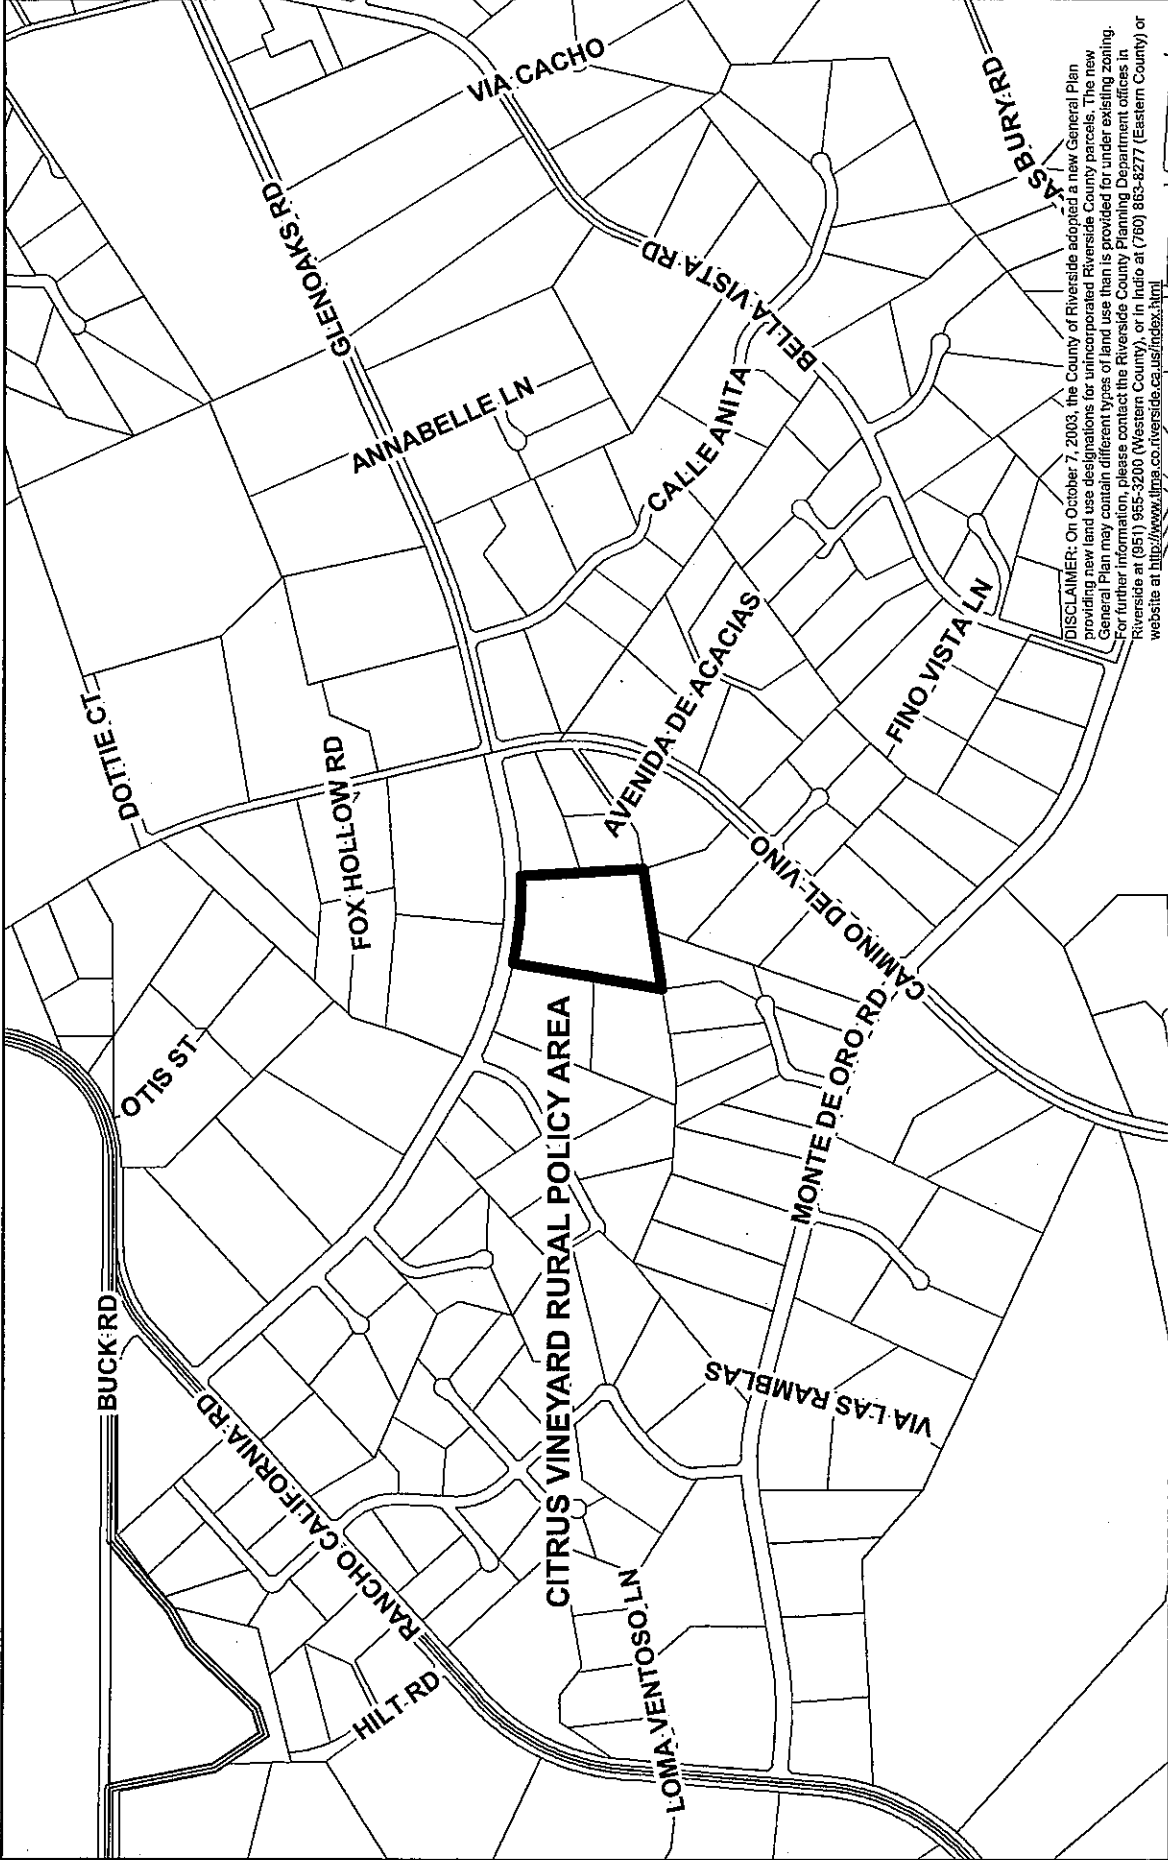 BUCK RD
OTIS ST
DOTTIE CT
GLENOAKS RD
VIA CACHO
FOX HOLLOW RD
ANNABELLE LN
RANCHO CALIFORNIA RD
HILT RD
CITRUS VINEYARD RURAL POLICY AREA
CALLE ANITA
BELLA VISTA RD
ASBURY RD
AVENIDA DE ACACIAS
CAMINO DEL VINO
FINO VISTA LN
MONTE DE ORO RD
VIA LAS RAMBLAS
LOMA VENTOSO LN
DISCLAIMER: On October 7, 2003, the County of Riverside adopted a new General Plan
providing new land use designations for unincorporated Riverside County parcels. The new
General Plan may contain different types of land use than is provided for under existing zoning.
For further information, please contact the Riverside County Planning Department offices in
Riverside at (951) 955-3200 (Western County), or in Indio at (760) 863-8277 (Eastern County) or
website at http://www.tlma.co.riverside.ca.us/index.html